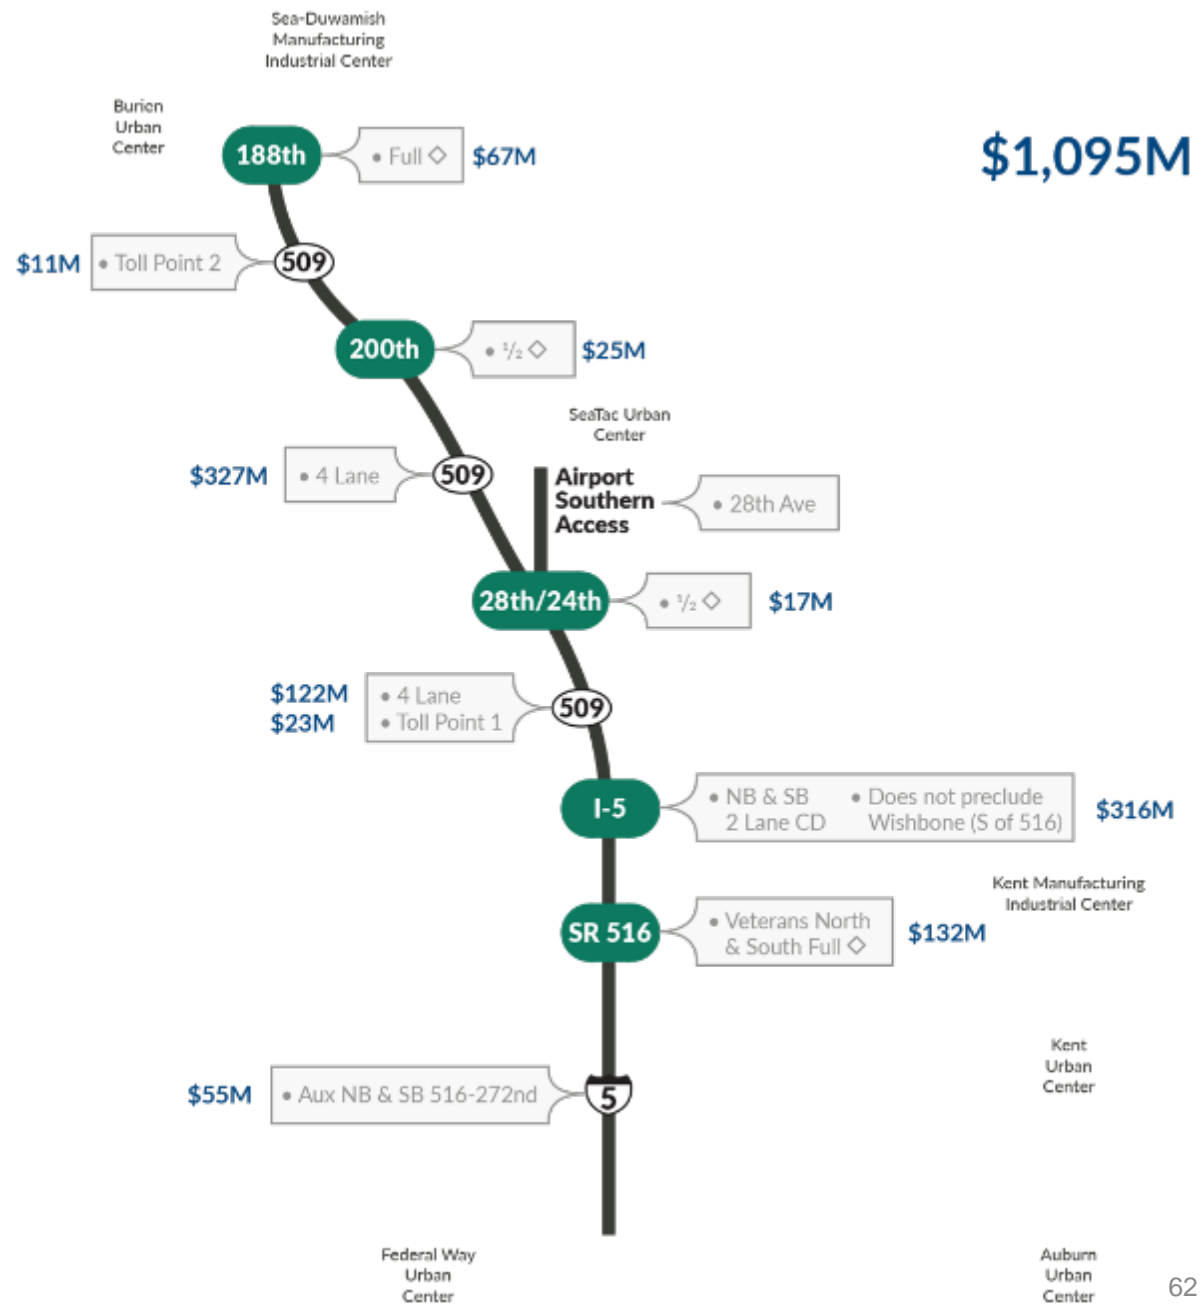 Sea-Duwamish
Manufacturing
Industrial Center
Burien
Urban
Center
188th
• Full ◇
$67M
$1,095M
$11M
• Toll Point 2
509
200th
• ½ ◇
$25M
SeaTac Urban
Center
$327M
• 4 Lane
509
Airport
Southern
Access
• 28th Ave
28th/24th
• ½ ◇
$17M
$122M
$23M
• 4 Lane
• Toll Point 1
509
I-5
• NB & SB
2 Lane CD
• Does not preclude
Wishbone (S of 516)
$316M
Kent Manufacturing
Industrial Center
SR 516
• Veterans North
& South Full ◇
$132M
Kent
Urban
Center
$55M
• Aux NB & SB 516-272nd
5
Federal Way
Urban
Center
Auburn
Urban
Center
62